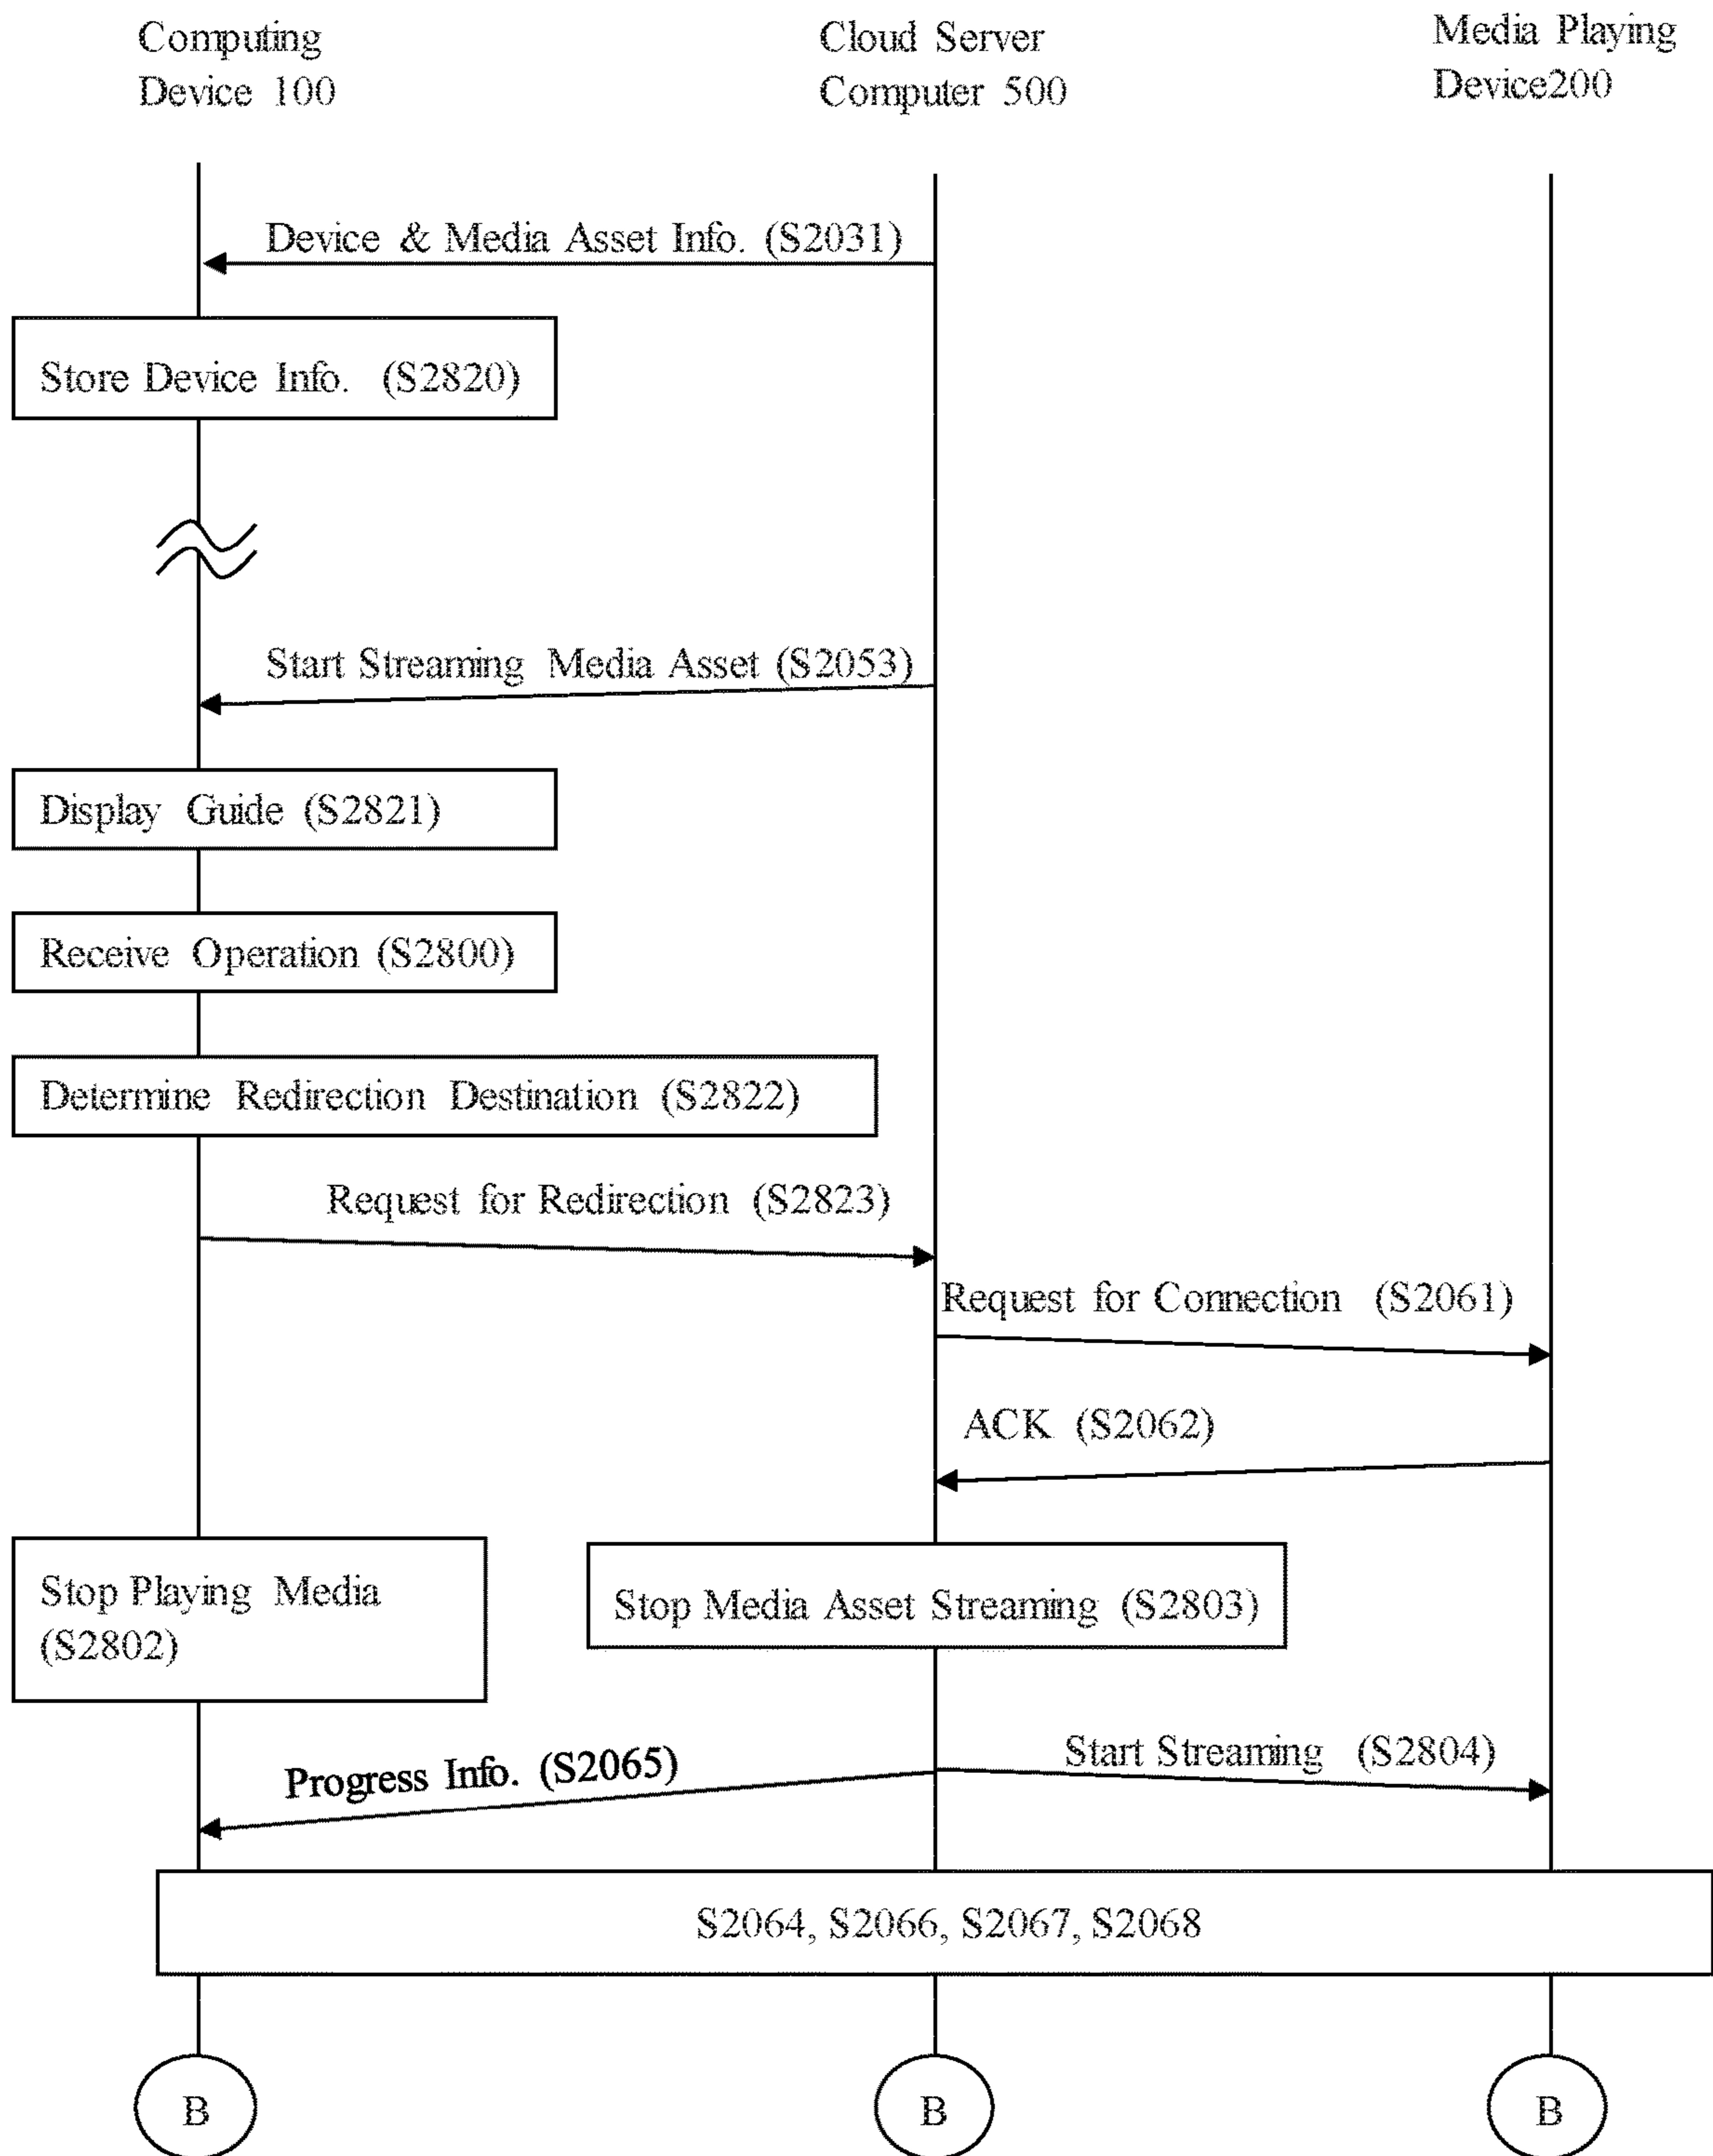 Computing
Device 100
Cloud Server
Computer 500
Media Playing
Device200
Device & Media Asset Info. (S2031)
Store Device Info. (S2820)
Start Streaming Media Asset (S2053)
Display Guide (S2821)
Receive Operation (S2800)
Determine Redirection Destination (S2822)
Request for Redirection (S2823)
Request for Connection (S2061)
ACK (S2062)
Stop Playing Media
(S2802)
Stop Media Asset Streaming (S2803)
Progress Info. (S2065)
Start Streaming (S2804)
S2064, S2066, S2067, S2068
B
B
B